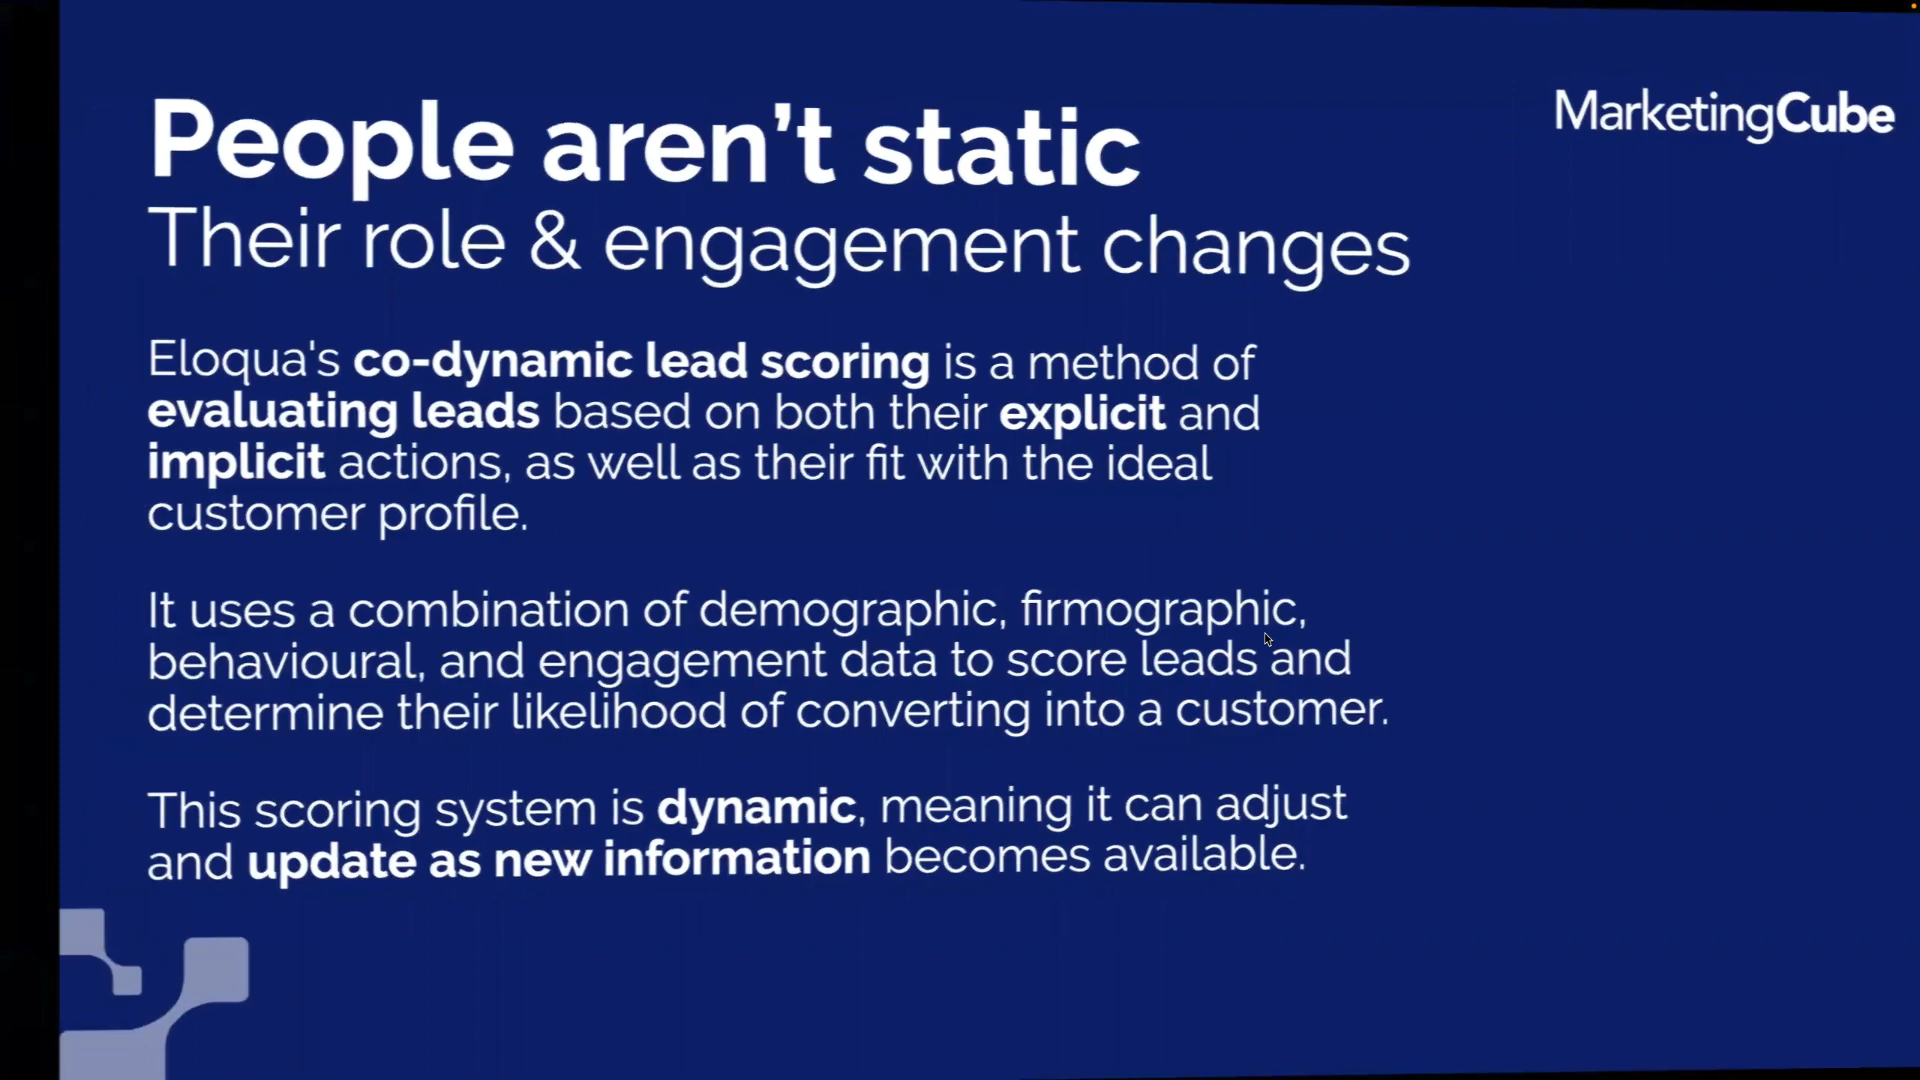 People aren't static
MarketingCube
Their role & engagement changes
Eloqua's co-dynamic lead scoring is a method of
evaluating leads based on both their explicit and
implicit actions, as well as their fit with the ideal
customer profile.
It uses a combination of demographic, firmographic,
behavioural, and engagement data to score leads and
determine their likelihood of converting into a customer.
This scoring system is dynamic, meaning it can adjust
and update as new information becomes available.